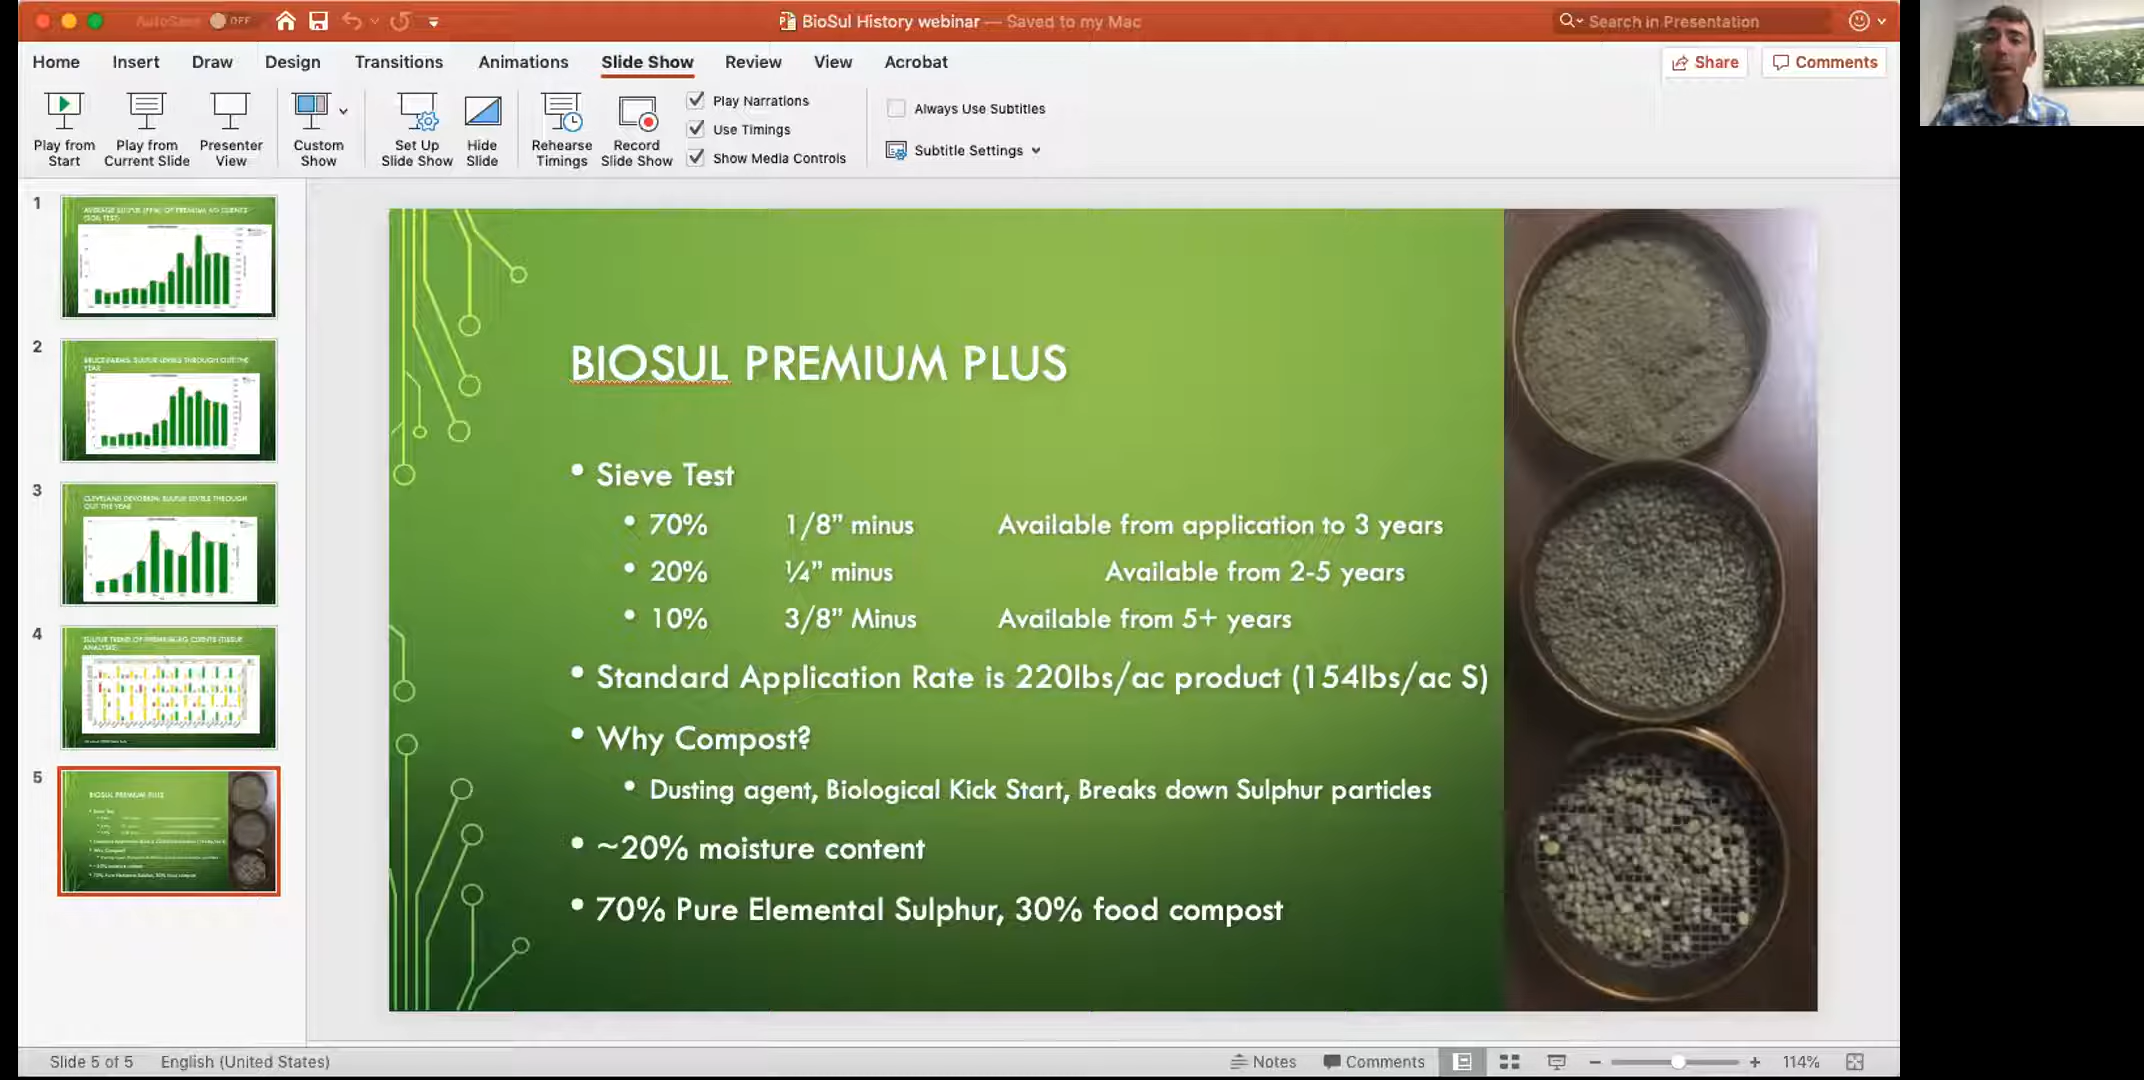 AutoSave OFF
BioSul History webinar — Saved to my Mac
Search in Presentation
Home Insert Draw Design Transitions Animations Slide Show Review View Acrobat
Share Comments
Play from Start
Play from Current Slide
Presenter View
Custom Show
Set Up Slide Show
Hide Slide
Rehearse Timings
Record Slide Show
Play Narrations
Use Timings
Show Media Controls
Always Use Subtitles
Subtitle Settings
1
2
3
4
5
BIOSUL PREMIUM PLUS
• Sieve Test
• 70% 1/8” minus Available from application to 3 years
• 20% ¼” minus Available from 2-5 years
• 10% 3/8” Minus Available from 5+ years
• Standard Application Rate is 220lbs/ac product (154lbs/ac S)
• Why Compost?
• Dusting agent, Biological Kick Start, Breaks down Sulphur particles
• ~20% moisture content
• 70% Pure Elemental Sulphur, 30% food compost
Slide 5 of 5 English (United States)
Notes Comments 114%